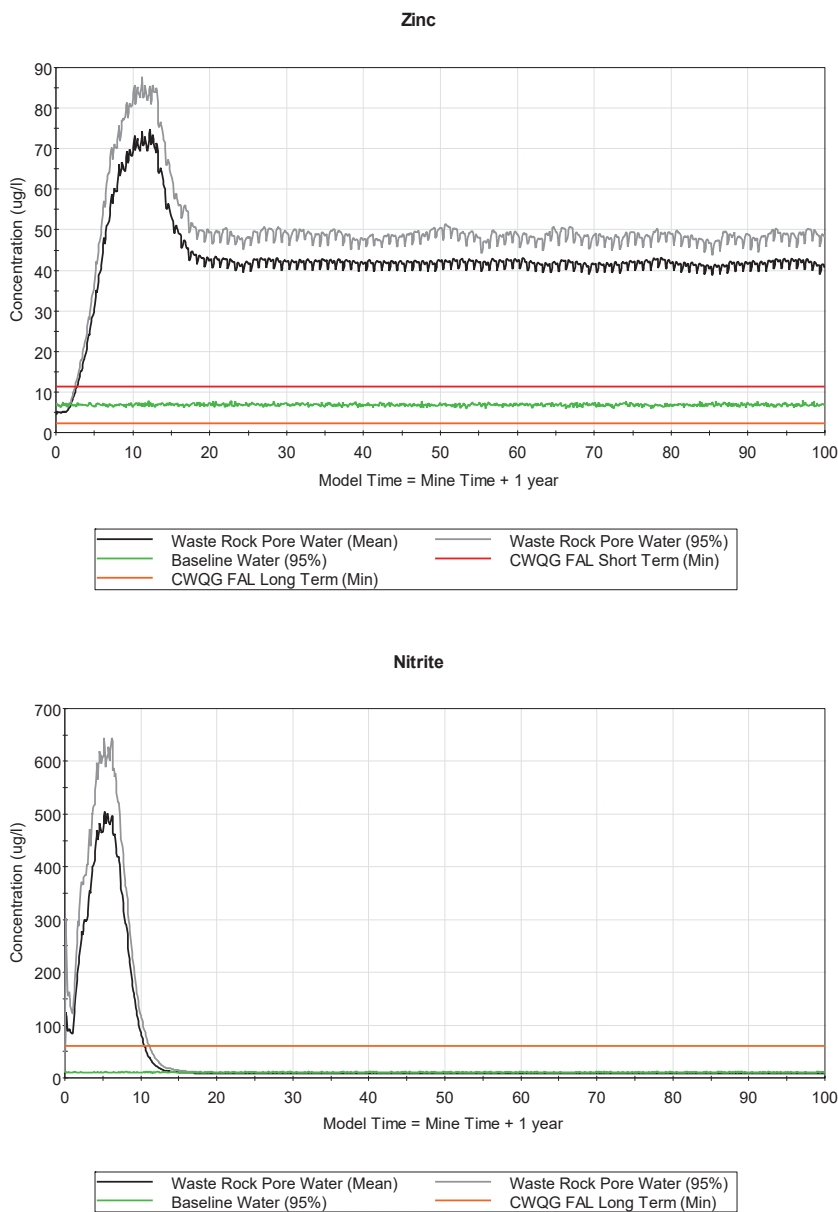 Zinc
Concentration (ug/l)
90
80
70
60
50
40
30
20
10
0
0 10 20 30 40 50 60 70 80 90 100
Model Time = Mine Time + 1 year
Waste Rock Pore Water (Mean) Waste Rock Pore Water (95%)
Baseline Water (95%) CWQG FAL Short Term (Min)
CWQG FAL Long Term (Min)
Nitrite
Concentration (ug/l)
700
600
500
400
300
200
100
0
0 10 20 30 40 50 60 70 80 90 100
Model Time = Mine Time + 1 year
Waste Rock Pore Water (Mean) Waste Rock Pore Water (95%)
Baseline Water (95%) CWQG FAL Long Term (Min)